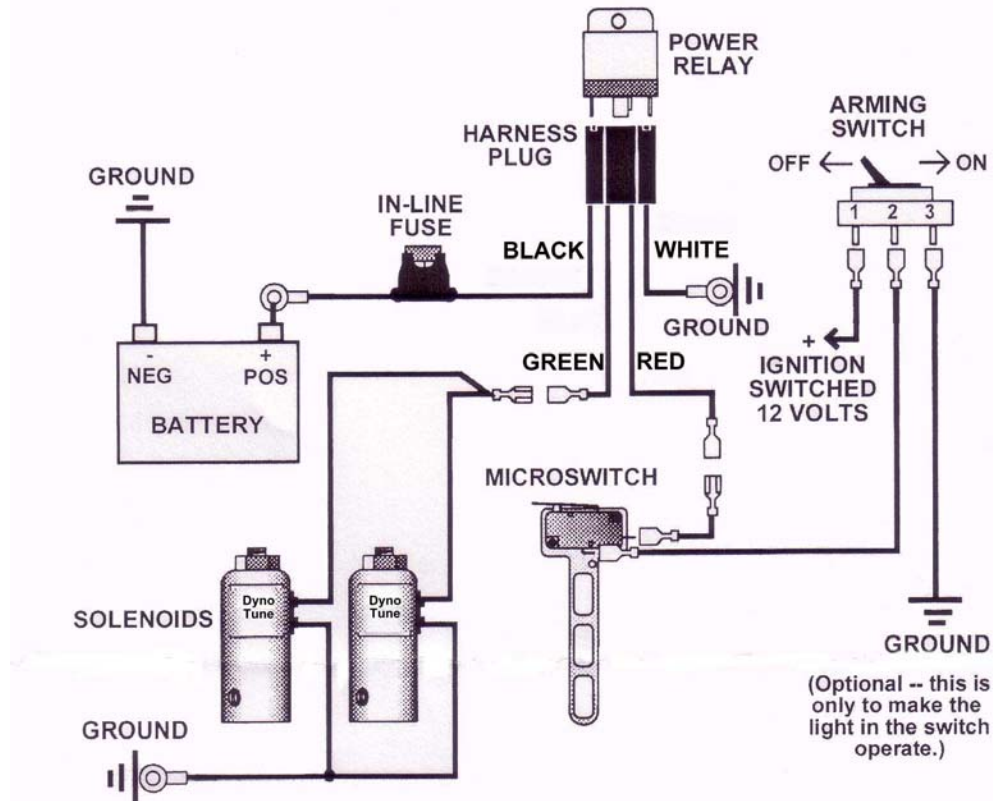 POWER
RELAY
ARMING
SWITCH
OFF
ON
HARNESS
PLUG
1 2 3
GROUND
IN-LINE
FUSE
BLACK
WHITE
GROUND
+
IGNITION
SWITCHED
12 VOLTS
- +
NEG POS
BATTERY
GREEN
RED
MICROSWITCH
SOLENOIDS
Dyno
Tune
Dyno
Tune
GROUND
(Optional -- this is
only to make the
light in the switch
operate.)
GROUND